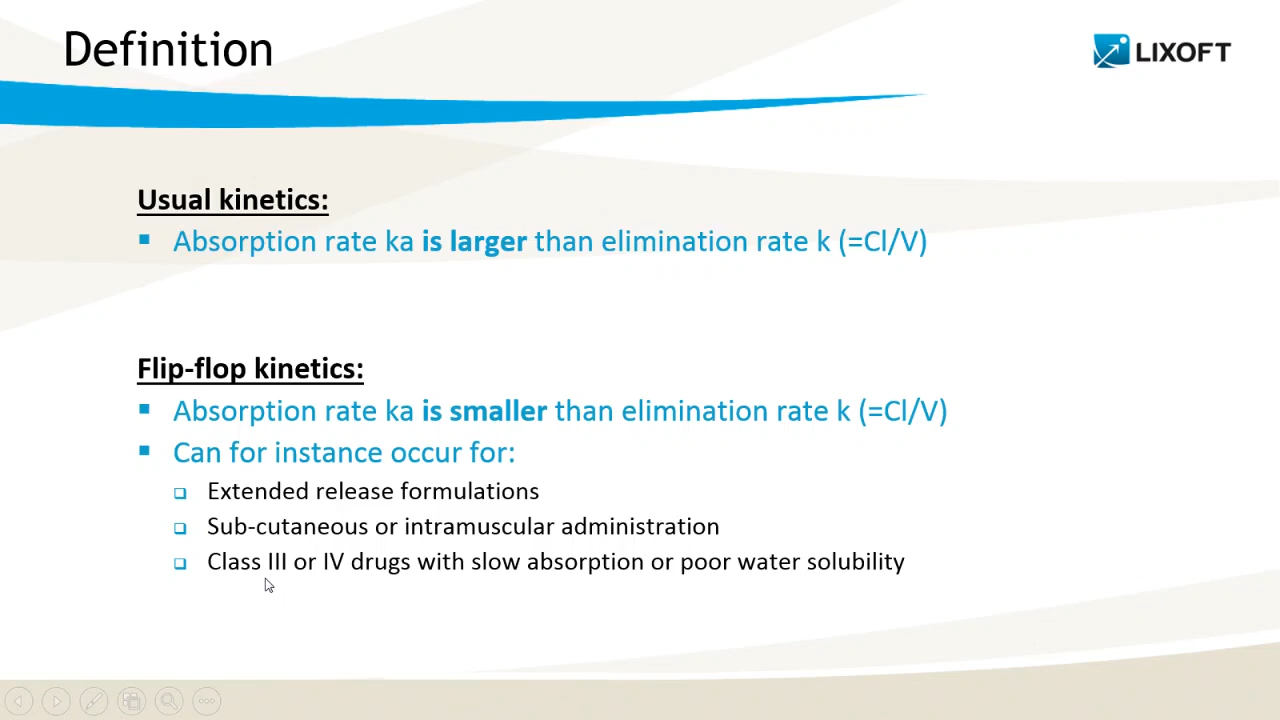 Definition
LIXOFT
Usual kinetics:
Absorption rate ka is larger than elimination rate k (=Cl/V)
Flip-flop kinetics:
Absorption rate ka is smaller than elimination rate k (=Cl/V)
Can for instance occur for:
Extended release formulations
Sub-cutaneous or intramuscular administration
Class III or IV drugs with slow absorption or poor water solubility